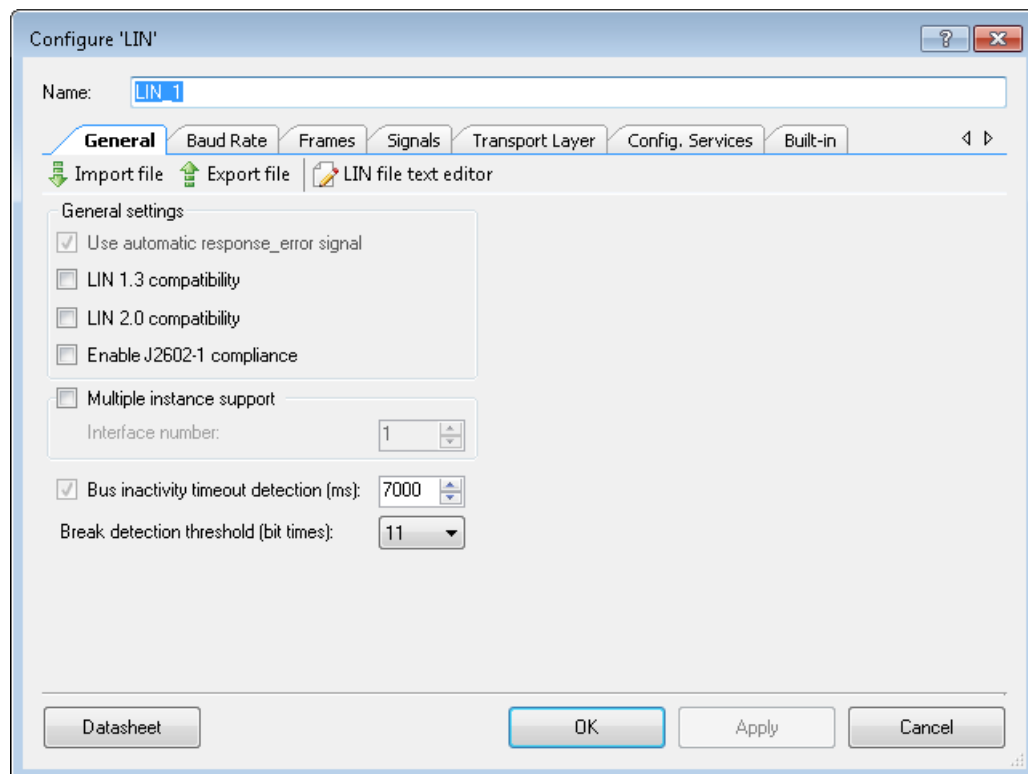 Configure 'LIN'
Name: LIN_1
General Baud Rate Frames Signals Transport Layer Config. Services Built-in
Import file Export file LIN file text editor
General settings
Use automatic response_error signal
LIN 1.3 compatibility
LIN 2.0 compatibility
Enable J2602-1 compliance
Multiple instance support
Interface number: 1
Bus inactivity timeout detection (ms): 7000
Break detection threshold (bit times): 11
Datasheet OK Apply Cancel